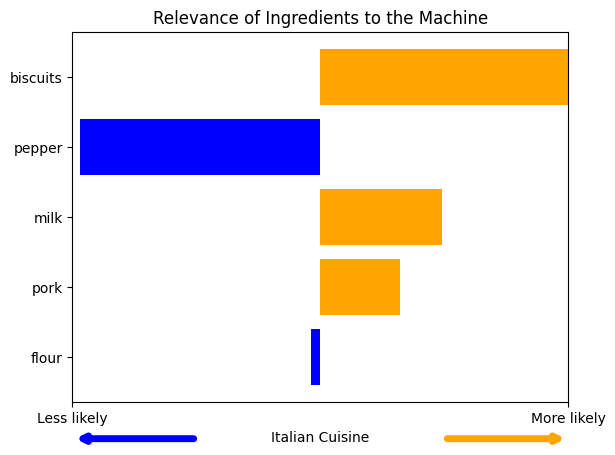 Relevance of Ingredients to the Machine
biscuits
pepper
milk
pork
flour
Less likely
More likely
Italian Cuisine